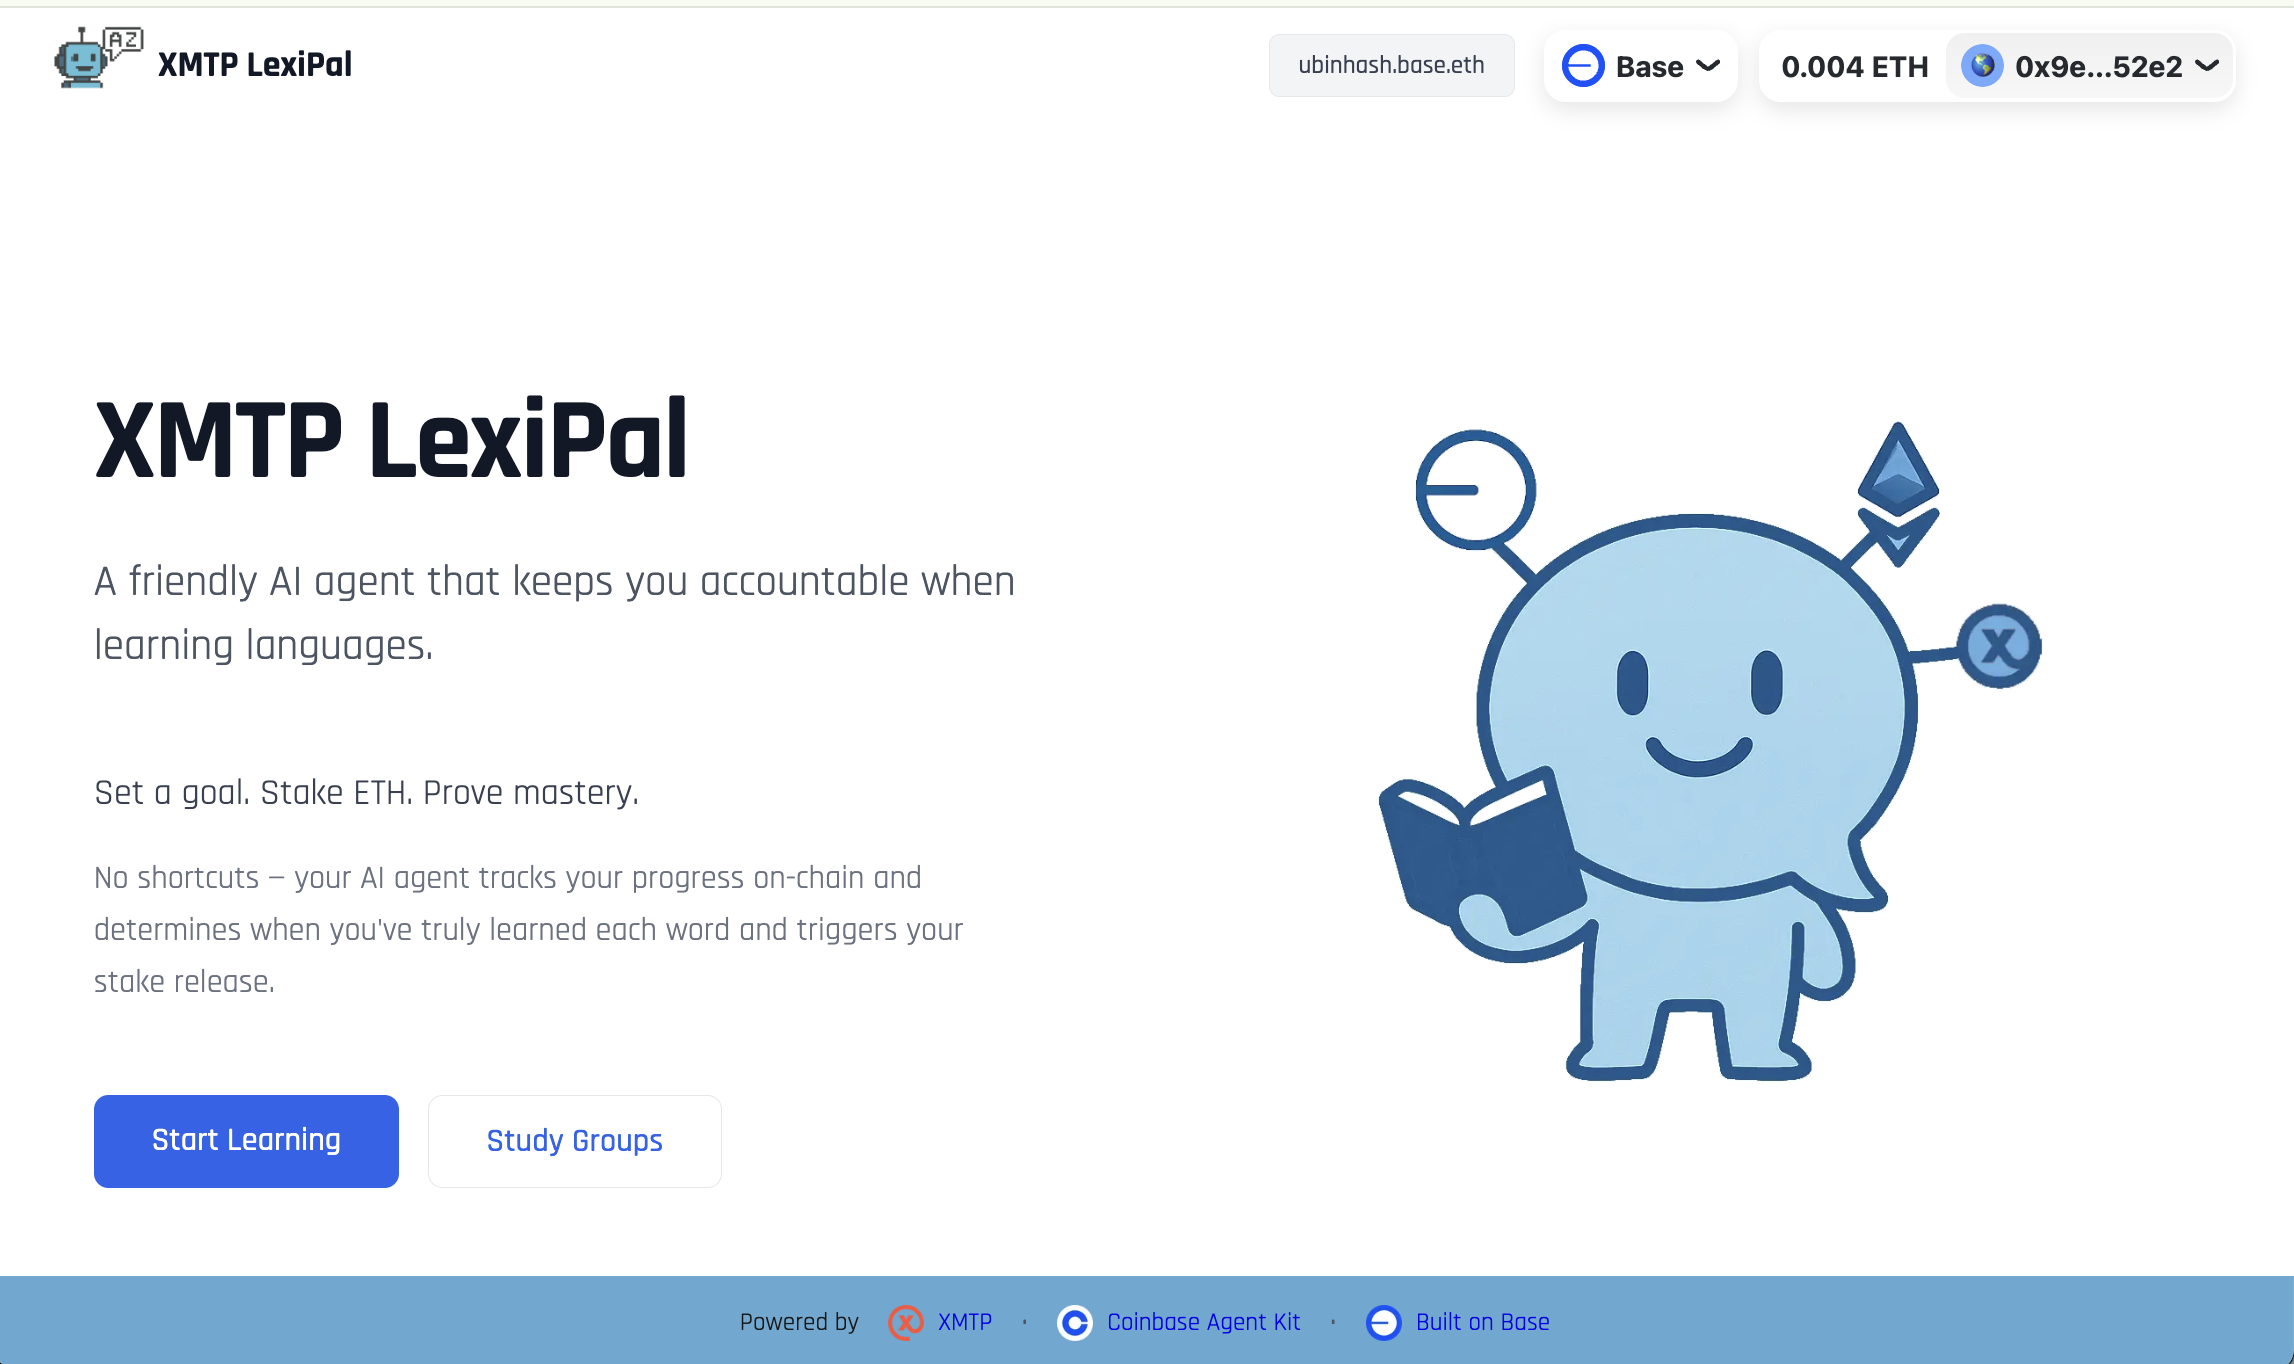 AZ
XMTP LexiPal
ubinhash.base.eth
Base
0.004 ETH
0x9e...52e2
XMTP LexiPal
A friendly AI agent that keeps you accountable when
learning languages.
Set a goal. Stake ETH. Prove mastery.
No shortcuts – your AI agent tracks your progress on-chain and
determines when you've truly learned each word and triggers your
stake release.
Start Learning
Study Groups
Powered by XMTP · Coinbase Agent Kit · Built on Base